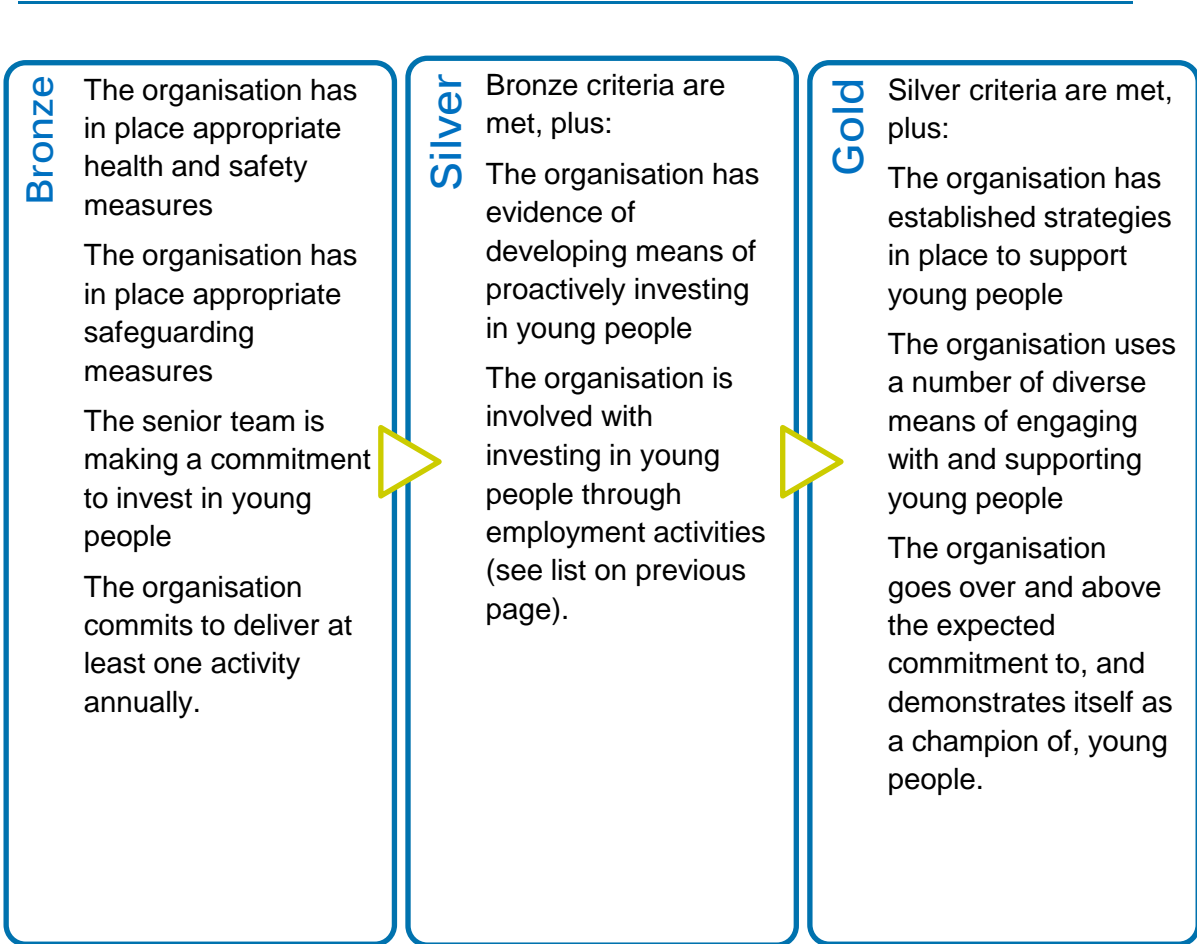 Bronze
The organisation has
in place appropriate
health and safety
measures
The organisation has
in place appropriate
safeguarding
measures
The senior team is
making a commitment
to invest in young
people
The organisation
commits to deliver at
least one activity
annually.
Silver
Bronze criteria are
met, plus:
The organisation has
evidence of
developing means of
proactively investing
in young people
The organisation is
involved with
investing in young
people through
employment activities
(see list on previous
page).
Gold
Silver criteria are met,
plus:
The organisation has
established strategies
in place to support
young people
The organisation uses
a number of diverse
means of engaging
with and supporting
young people
The organisation
goes over and above
the expected
commitment to, and
demonstrates itself as
a champion of, young
people.